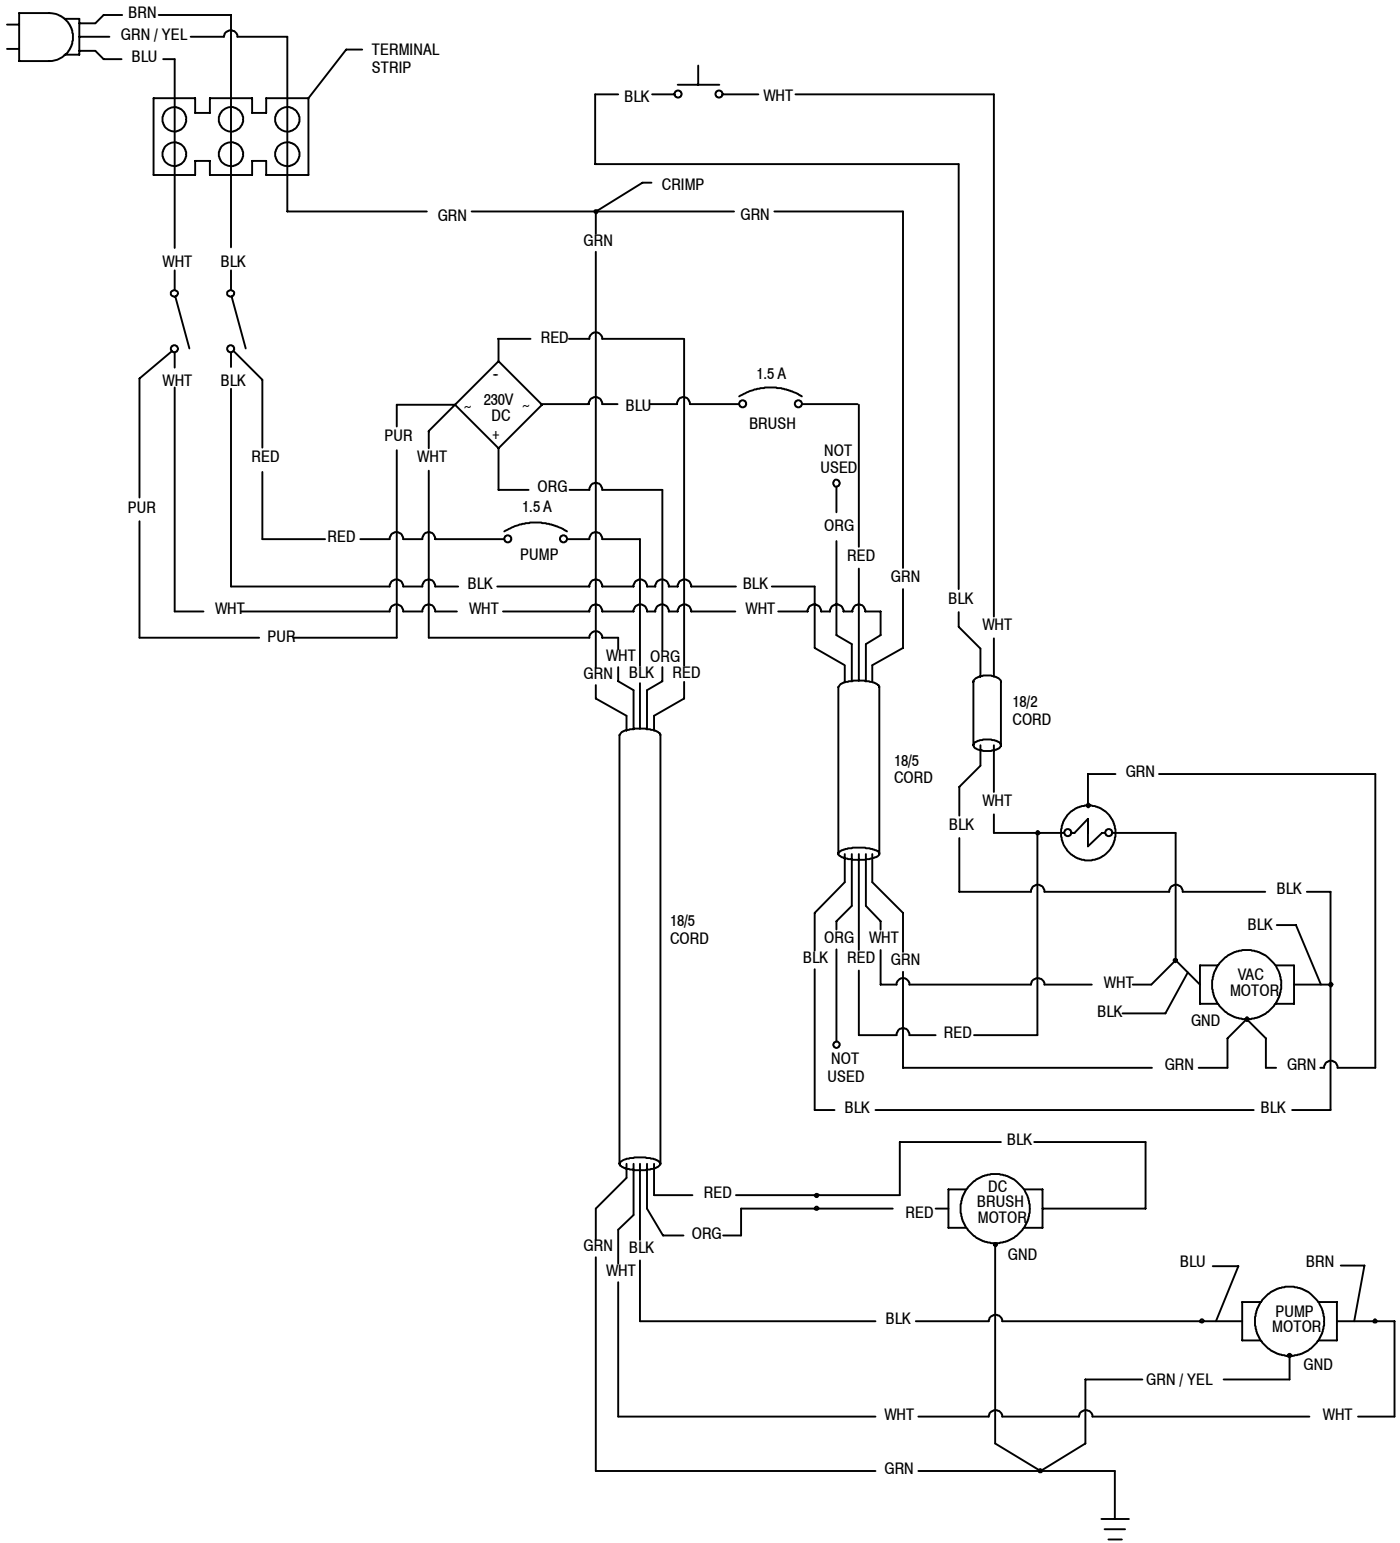 BRN
GRN / YEL
BLU
TERMINAL
STRIP
BLK
WHT
CRIMP
GRN
GRN
GRN
WHT
BLK
RED
1.5 A
WHT
BLK
-
230V
DC
~
~
+
BLU
BRUSH
PUR
WHT
RED
NOT
USED
ORG
1.5 A
PUR
ORG
RED
PUMP
RED
GRN
BLK
BLK
BLK
WHT
WHT
WHT
WHT
PUR
WHT
ORG
GRN
BLK
RED
18/2
CORD
18/5
CORD
GRN
WHT
BLK
BLK
18/5
CORD
BLK
ORG
WHT
BLK
RED
GRN
VAC
MOTOR
WHT
BLK
GND
RED
NOT
USED
GRN
GRN
BLK
BLK
BLK
RED
DC
BRUSH
MOTOR
RED
ORG
GRN
BLK
GND
WHT
BLU
BRN
BLK
PUMP
MOTOR
GND
GRN / YEL
WHT
WHT
GRN